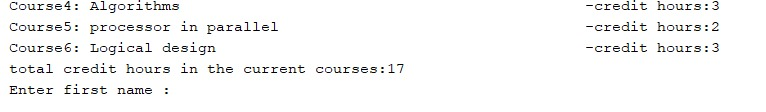 Course4: Algorithms -credit hours:3
Course5: processor in parallel -credit hours:2
Course6: Logical design -credit hours:3
total credit hours in the current courses:17
Enter first name :